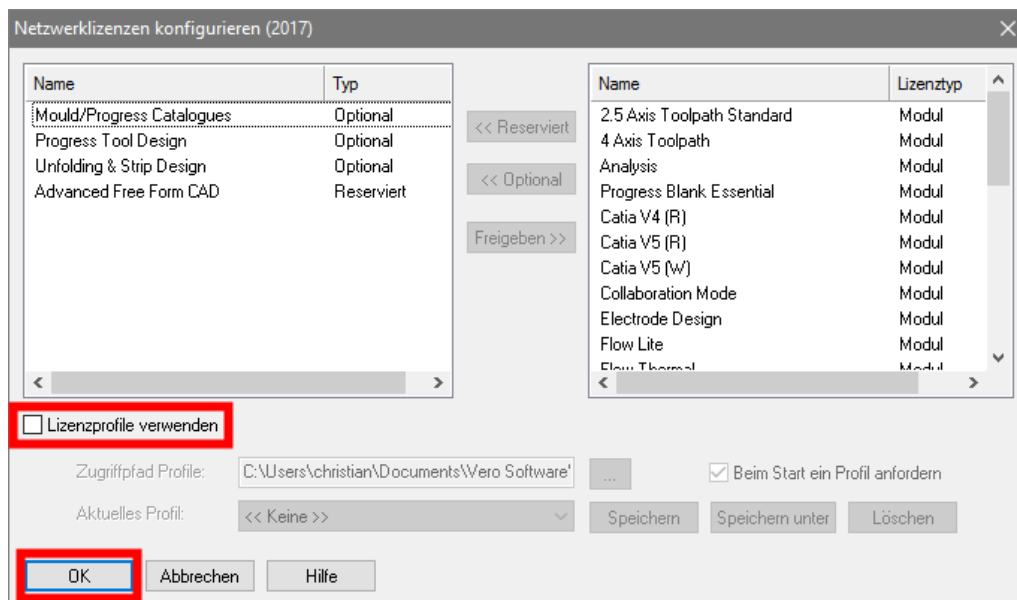 Netzwerklizenzen konfigurieren (2017)
Name Typ
Mould/Progress Catalogues Optional
Progress Tool Design Optional
Unfolding & Strip Design Optional
Advanced Free Form CAD Reserviert
<< Reserviert
<< Optional
Freigeben >>
Name Lizenztyp
2.5 Axis Toolpath Standard Modul
4 Axis Toolpath Modul
Analysis Modul
Progress Blank Essential Modul
Catia V4 (R) Modul
Catia V5 (R) Modul
Catia V5 (W) Modul
Collaboration Mode Modul
Electrode Design Modul
Flow Lite Modul
Flow Thermal Modul
Lizenzprofile verwenden
Zugriffpfad Profile: C:\Users\christian\Documents\Vero Software' ... Beim Start ein Profil anfordern
Aktuelles Profil: << Keine >> Speichern Speichern unter Löschen
OK Abbrechen Hilfe